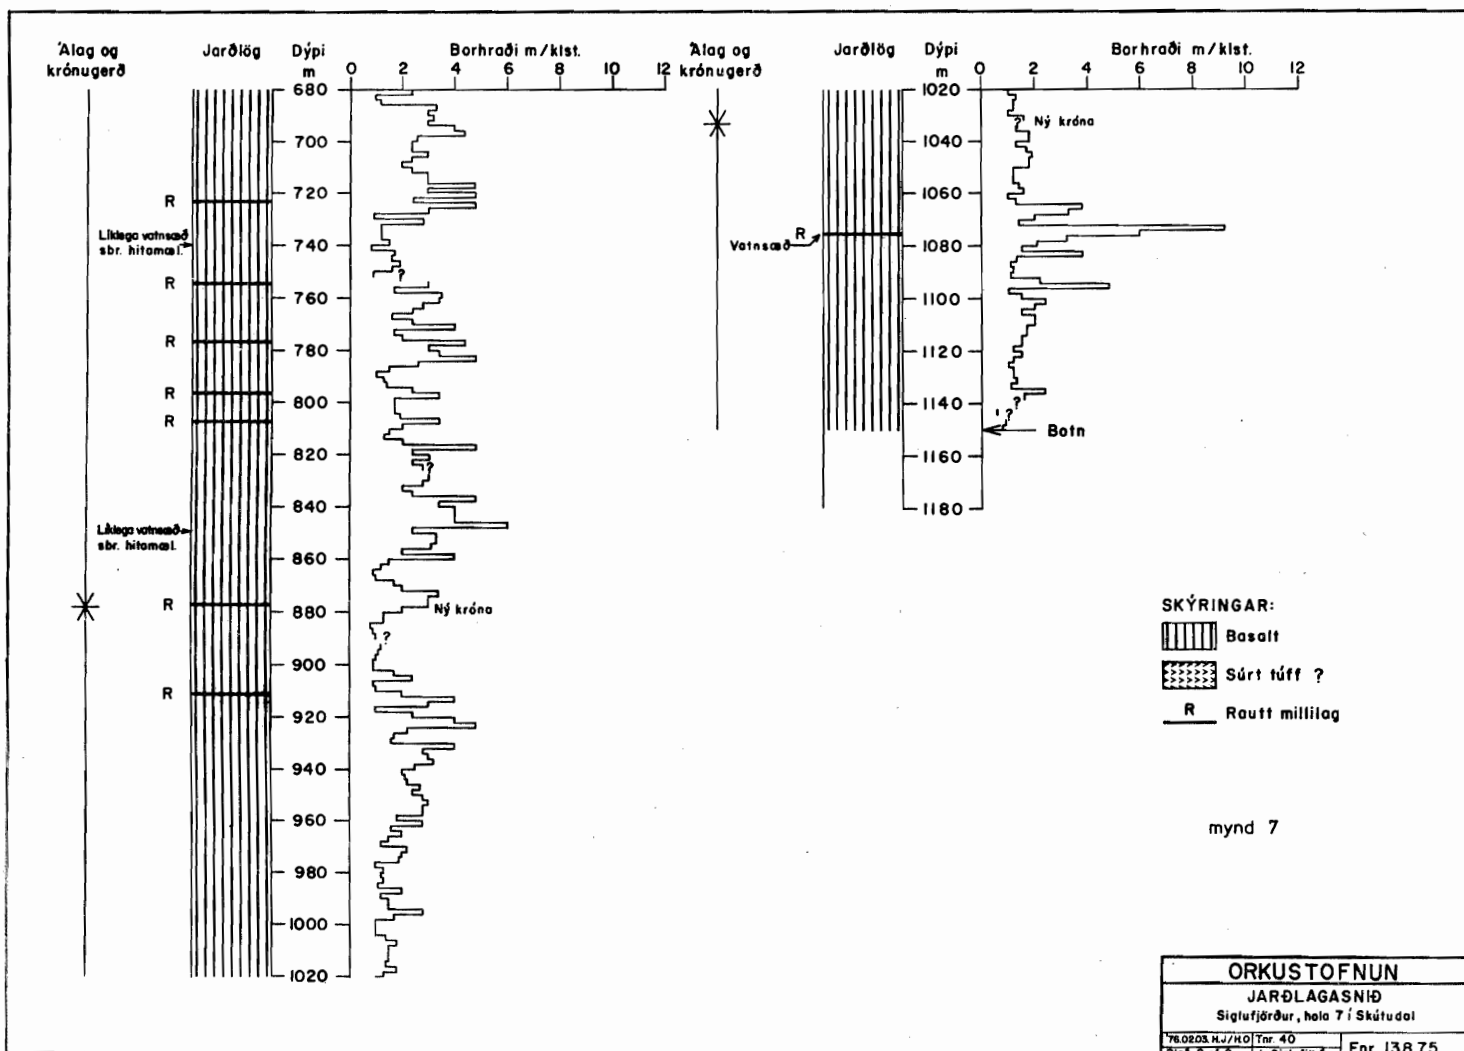 Álag og
krónugerð
Jarðlög
Dýpi
m
Borhraði m/klst.
0 2 4 6 8 10 12
680
700
720
740
760
780
800
820
840
860
880
900
920
940
960
980
1000
1020
R
Líklega vatnsæð
sbr. hitamæl.
R
R
R
R
Líklega vatnsæð
sbr. hitamæl.
R
R
?
?
Ný króna
?
Álag og
krónugerð
Jarðlög
Dýpi
m
Borhraði m/klst.
0 2 4 6 8 10 12
1020
1040
1060
1080
1100
1120
1140
1160
1180
R
Vatnsæð
? Ný króna
?
?
Botn
SKÝRINGAR:
Basalt
Súrt túff ?
R Rautt millilag
mynd 7
ORKUSTOFNUN
JARÐLAGASNIÐ
Siglufjörður, hola 7 í Skútudal
76.02.03. H.J/H.O Tnr. 40
Fnr. 13875